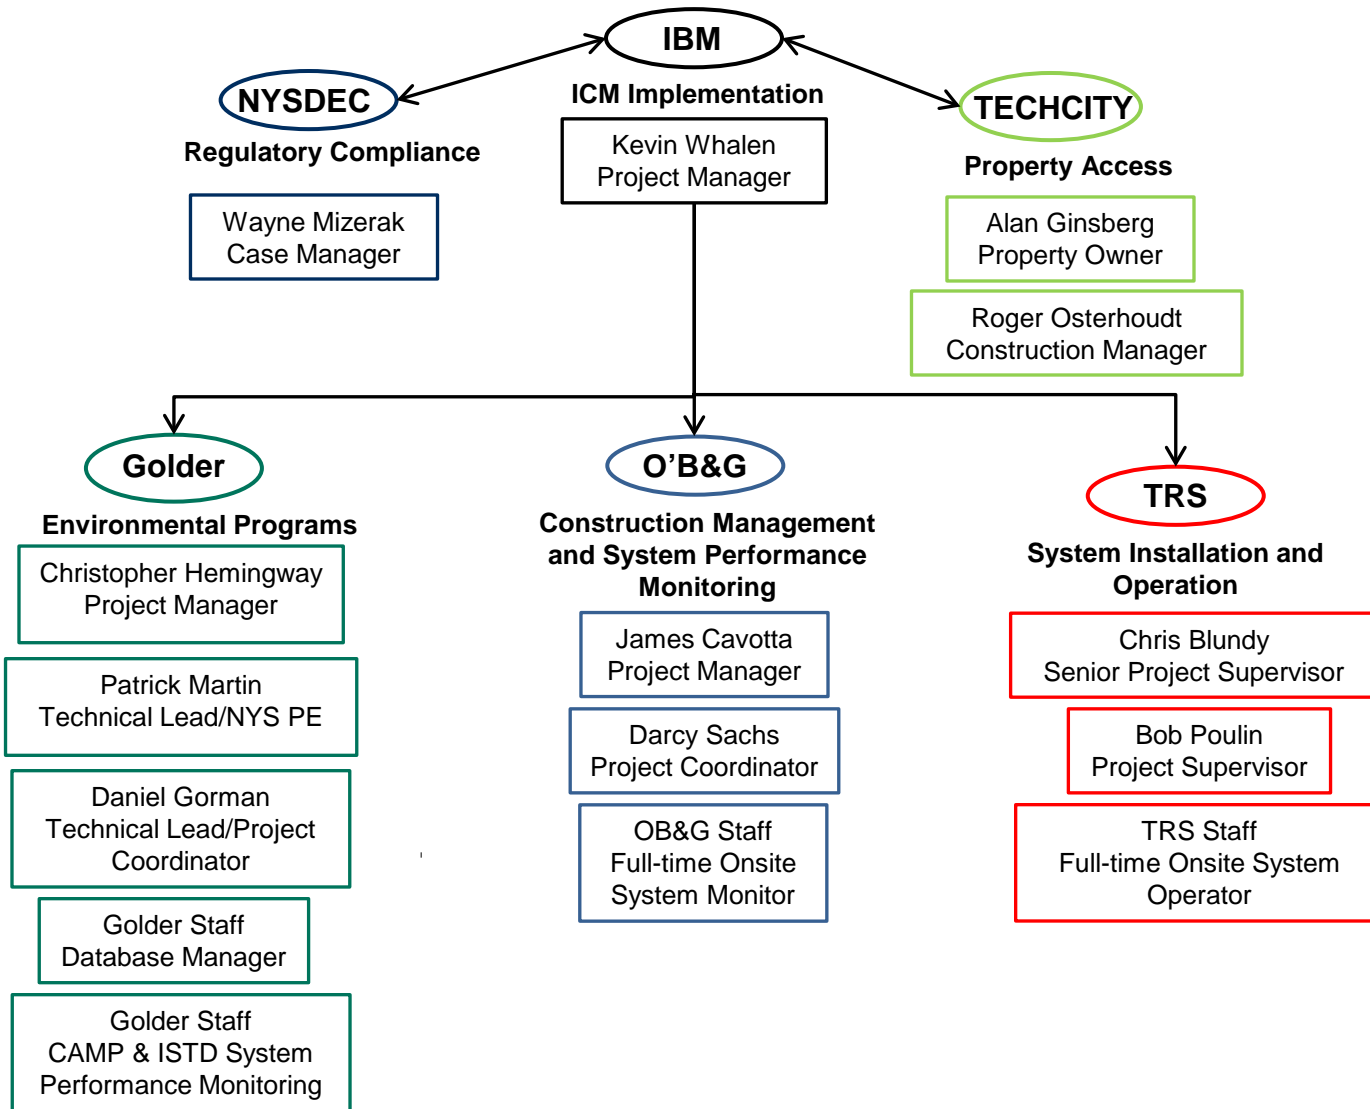 IBM
ICM Implementation
Kevin Whalen
Project Manager
NYSDEC
Regulatory Compliance
Wayne Mizerak
Case Manager
TECHCITY
Property Access
Alan Ginsberg
Property Owner
Roger Osterhoudt
Construction Manager
Golder
Environmental Programs
Christopher Hemingway
Project Manager
Patrick Martin
Technical Lead/NYS PE
Daniel Gorman
Technical Lead/Project
Coordinator
Golder Staff
Database Manager
Golder Staff
CAMP & ISTD System
Performance Monitoring
O’B&G
Construction Management
and System Performance
Monitoring
James Cavotta
Project Manager
Darcy Sachs
Project Coordinator
OB&G Staff
Full-time Onsite
System Monitor
TRS
System Installation and
Operation
Chris Blundy
Senior Project Supervisor
Bob Poulin
Project Supervisor
TRS Staff
Full-time Onsite System
Operator